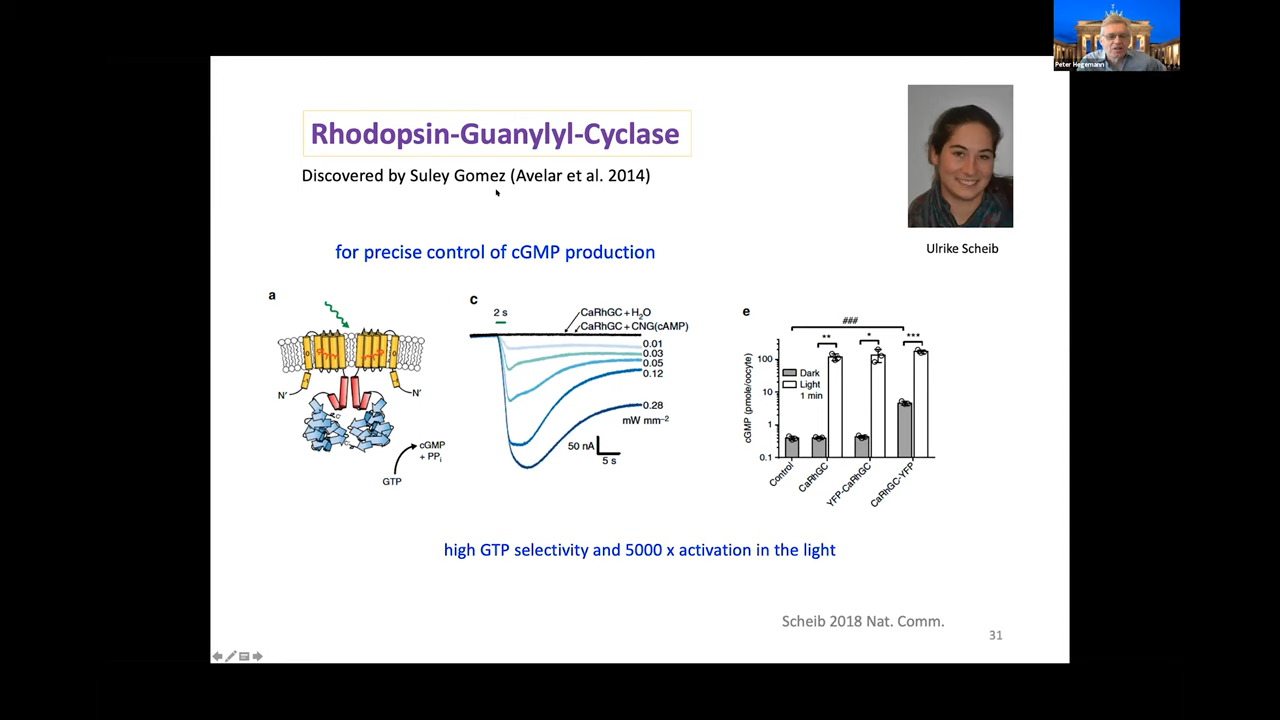 Peter Hegemann
Rhodopsin-Guanylyl-Cyclase
Discovered by Suley Gomez (Avelar et al. 2014)
for precise control of cGMP production
Ulrike Scheib
a
N'
N'
cGMP
+ PPi
GTP
c
2 s
CaRhGC + H₂O
CaRhGC + CNG(cAMP)
0.01
0.03
0.05
0.12
0.28
mW mm⁻²
50 nA
5 s
e
###
**
*
***
cGMP (pmole/oocyte)
100
10
1
0.1
Dark
Light
1 min
Control
CaRhGC
YFP-CaRhGC
CaRhGC-YFP
high GTP selectivity and 5000 x activation in the light
Scheib 2018 Nat. Comm.
31